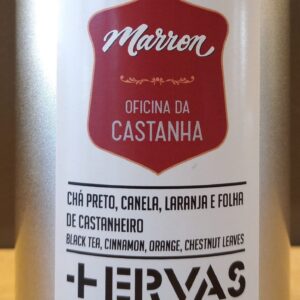 Marron
OFICINA DA
CASTANHA
CHÁ PRETO, CANELA, LARANJA E FOLHA
DE CASTANHEIRO
BLACK TEA, CINNAMON, ORANGE, CHESTNUT LEAVES
+ERVAS